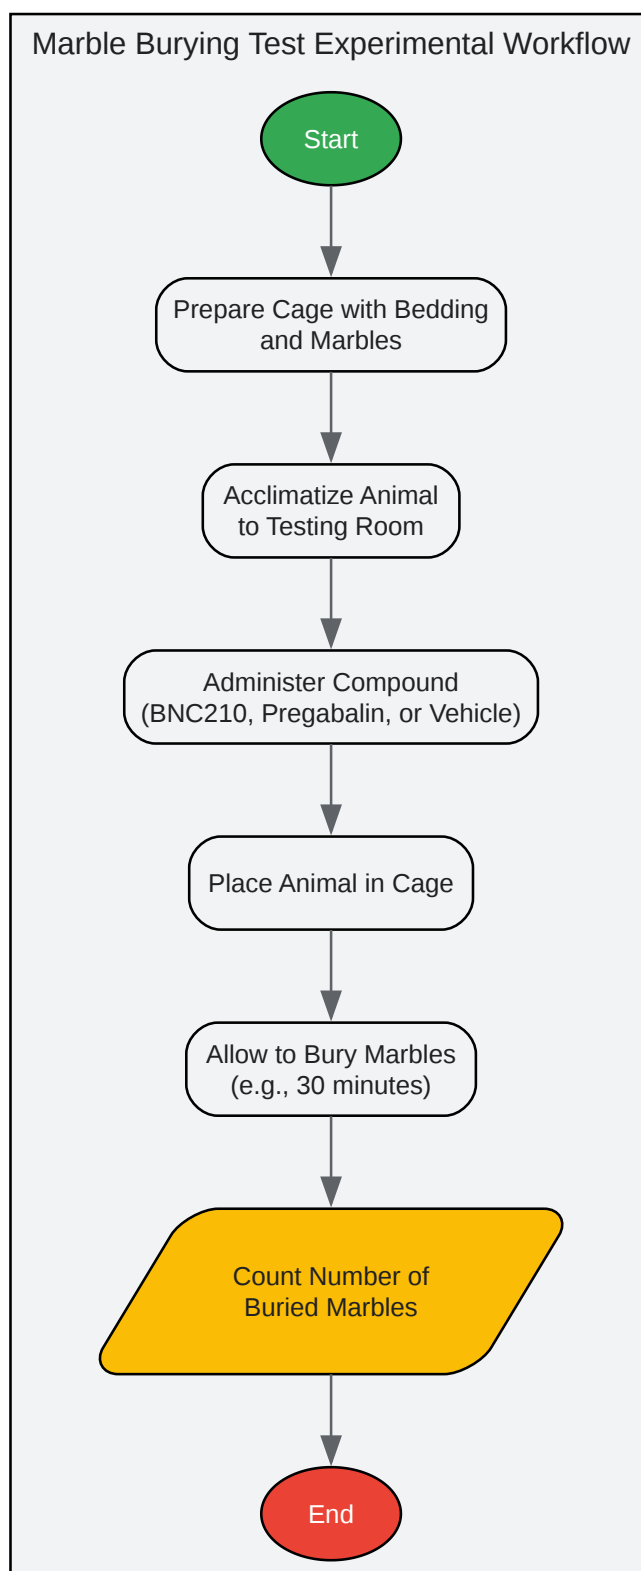 Marble Burying Test Experimental Workflow
Start
Prepare Cage with Bedding
and Marbles
Acclimatize Animal
to Testing Room
Administer Compound
(BNC210, Pregabalin, or Vehicle)
Place Animal in Cage
Allow to Bury Marbles
(e.g., 30 minutes)
Count Number of
Buried Marbles
End